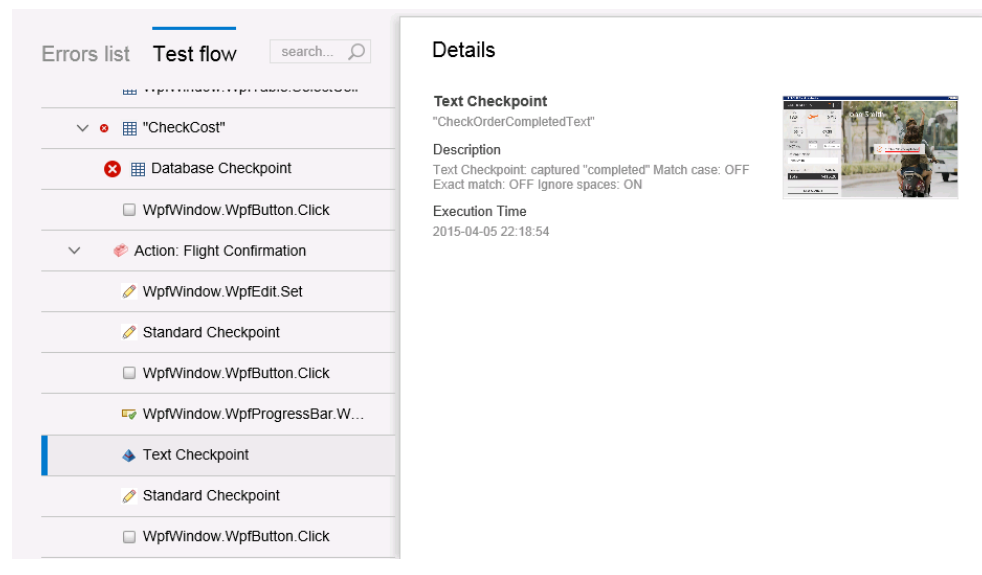 Errors list
Test flow
search...
"CheckCost"
Database Checkpoint
WpfWindow.WpfButton.Click
Action: Flight Confirmation
WpfWindow.WpfEdit.Set
Standard Checkpoint
WpfWindow.WpfButton.Click
WpfWindow.WpfProgressBar.W...
Text Checkpoint
Standard Checkpoint
WpfWindow.WpfButton.Click
Details
Text Checkpoint
"CheckOrderCompletedText"
Description
Text Checkpoint: captured "completed" Match case: OFF
Exact match: OFF Ignore spaces: ON
Execution Time
2015-04-05 22:18:54